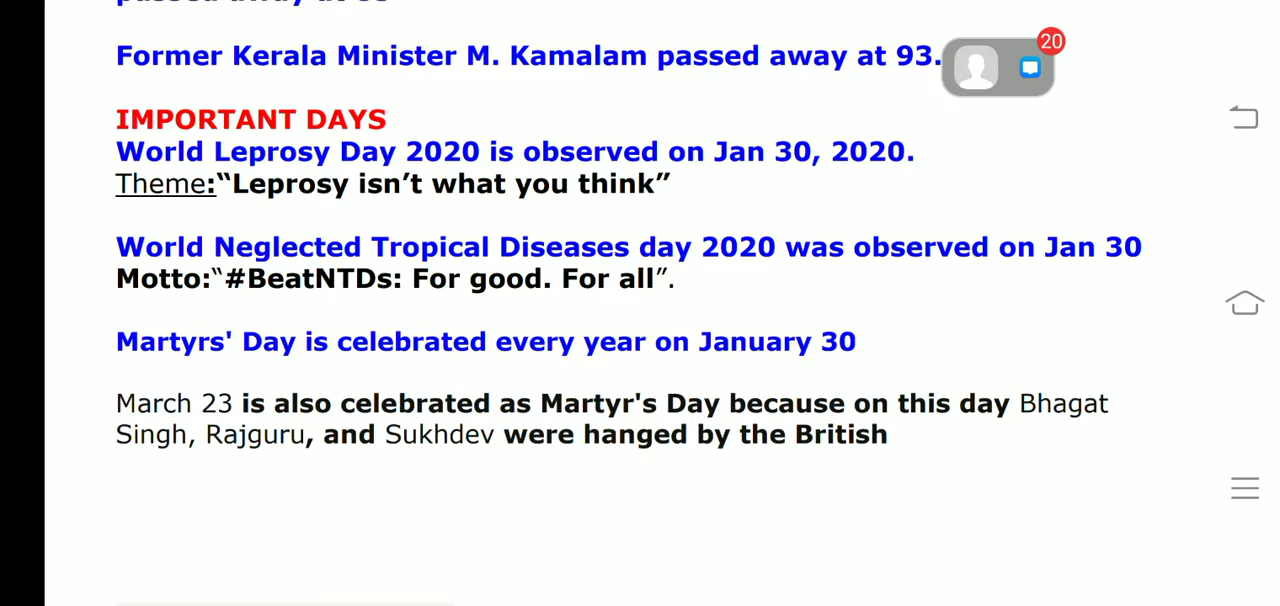 Former Kerala Minister M. Kamalam passed away at 93.
20
IMPORTANT DAYS
World Leprosy Day 2020 is observed on Jan 30, 2020.
Theme:“Leprosy isn’t what you think”
World Neglected Tropical Diseases day 2020 was observed on Jan 30
Motto:“#BeatNTDs: For good. For all”.
Martyrs' Day is celebrated every year on January 30
March 23 is also celebrated as Martyr's Day because on this day Bhagat
Singh, Rajguru, and Sukhdev were hanged by the British